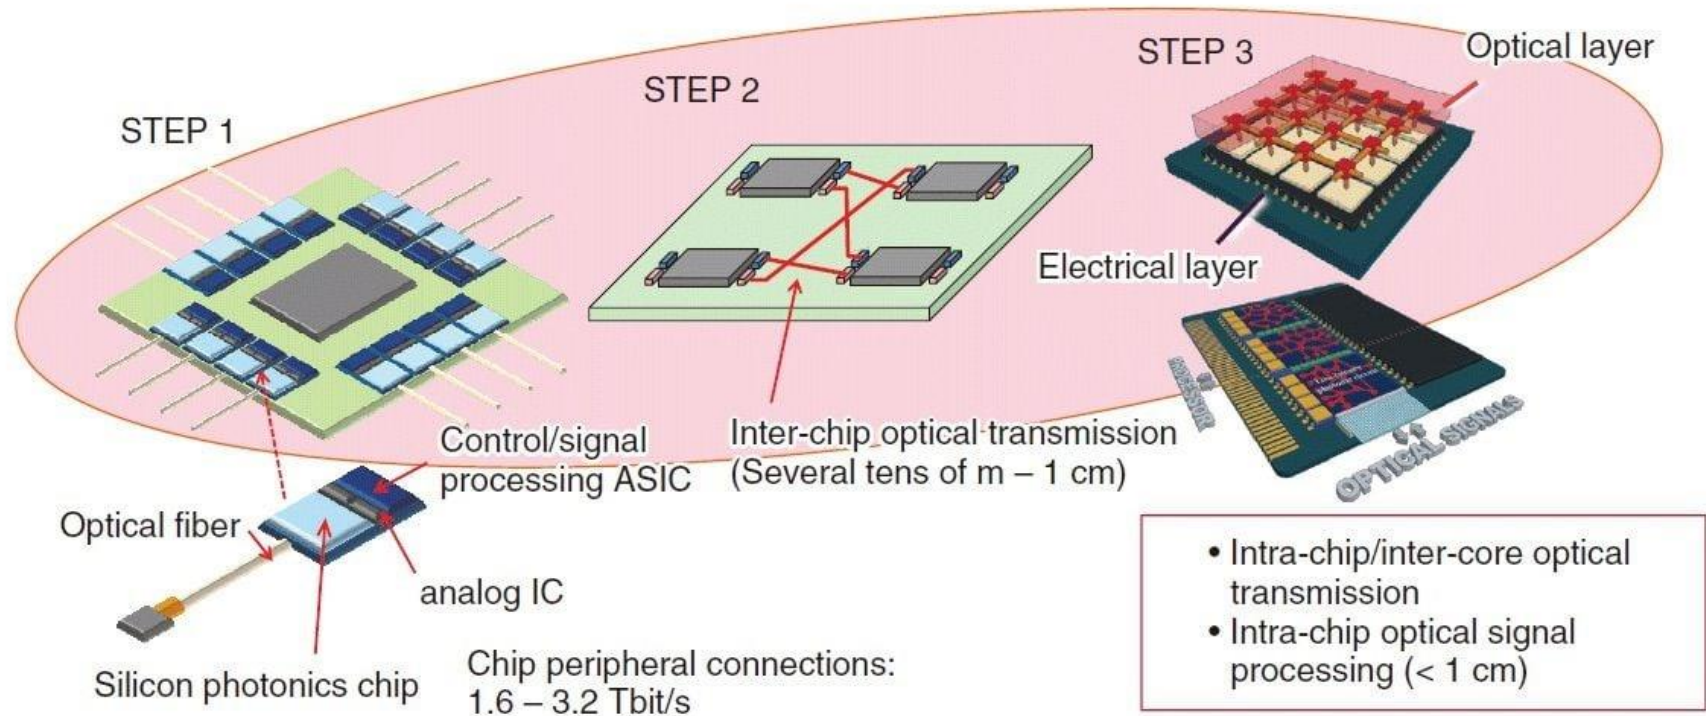 STEP 1
STEP 2
STEP 3
Optical layer
Electrical layer
Control/signal
processing ASIC
Optical fiber
analog IC
Silicon photonics chip
Chip peripheral connections:
1.6 – 3.2 Tbit/s
Inter-chip optical transmission
(Several tens of m – 1 cm)
PROCESSOR
OPTICAL SIGNALS
• Intra-chip/inter-core optical
transmission
• Intra-chip optical signal
processing (< 1 cm)